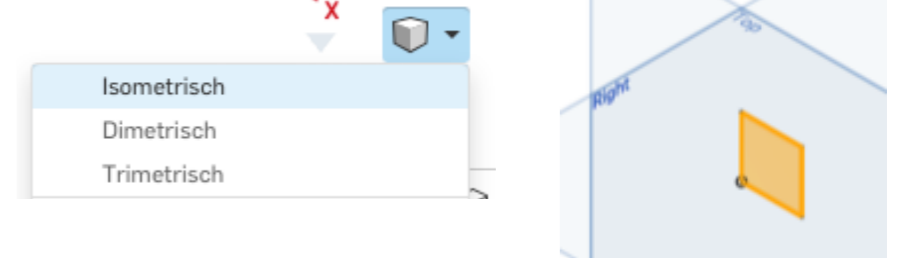 X
Isometrisch
Dimetrisch
Trimetrisch
Top
Right